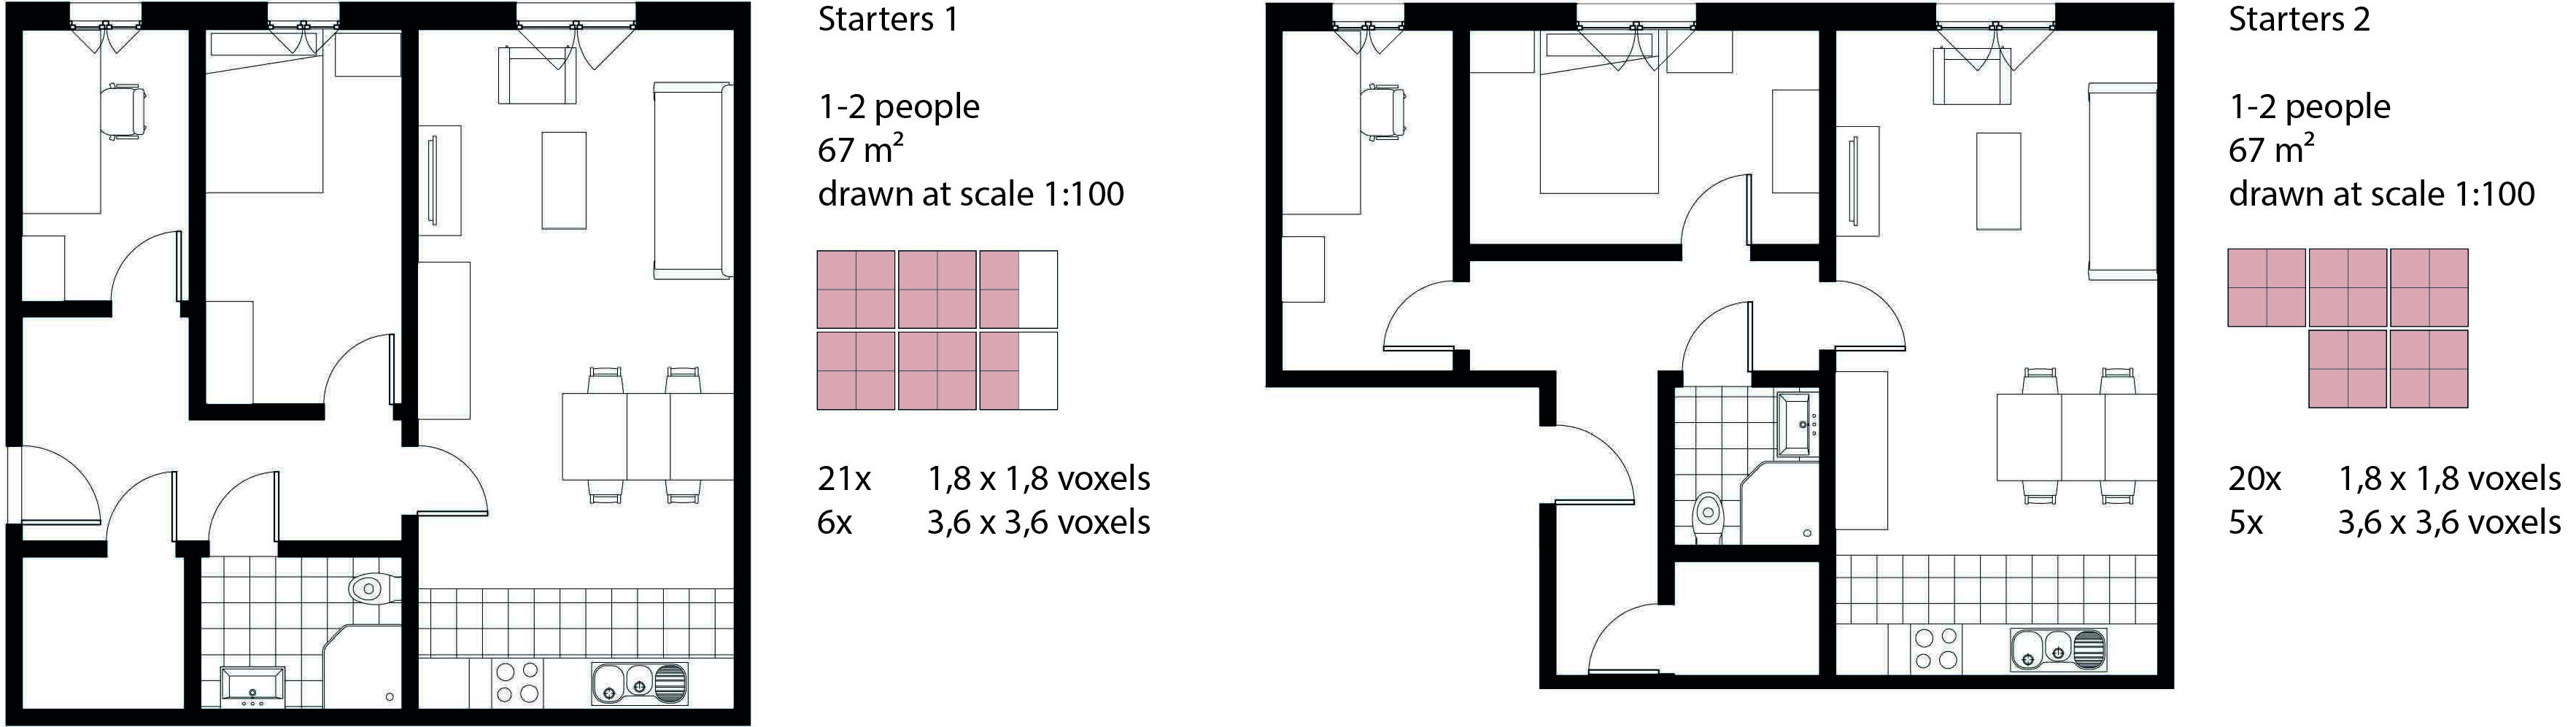 Starters 1
1-2 people
67 m²
drawn at scale 1:100
21x 1,8 x 1,8 voxels
6x 3,6 x 3,6 voxels
Starters 2
1-2 people
67 m²
drawn at scale 1:100
20x 1,8 x 1,8 voxels
5x 3,6 x 3,6 voxels